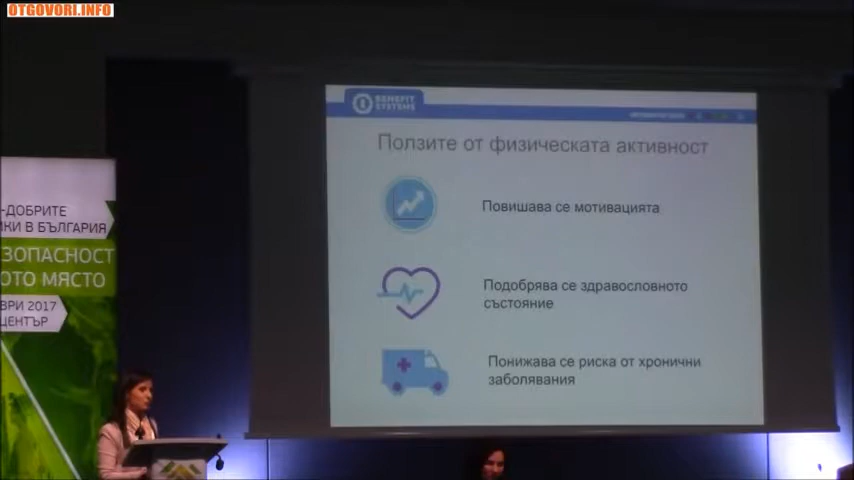 OTGOVORI.INFO
BENEFIT
SYSTEMS
Ползите от физическата активност
Повишава се мотивацията
Подобрява се здравословното
състояние
Понижава се риска от хронични
заболявания
-ДОБРИТЕ
ИКИ В БЪЛГАРИЯ
ЗОПАСНОСТ
ОТО МЯСТО
ВРИ 2017
ЦЕНТЪР